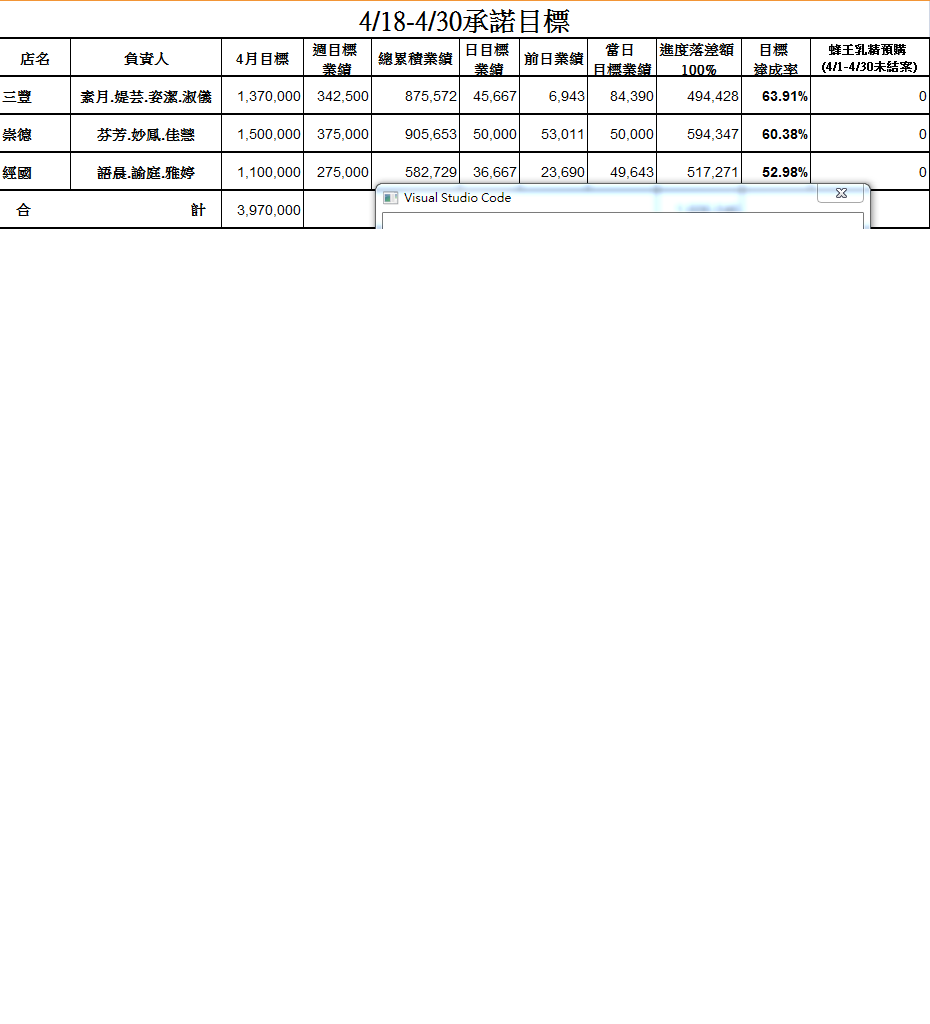 4/18-4/30承諾目標
店名 負責人 4月目標 週目標業績 總累積業績 日目標業績 前日業績 當日目標業績 進度落差額100% 目標達成率 蜂王乳精預購(4/1-4/30未結案)
三豐 素月.媞芸.姿潔.淑儀 1,370,000 342,500 875,572 45,667 6,943 84,390 494,428 63.91% 0
崇德 芬芳.妙鳳.佳慧 1,500,000 375,000 905,653 50,000 53,011 50,000 594,347 60.38% 0
經國 語晨.諭庭.雅婷 1,100,000 275,000 582,729 36,667 23,690 49,643 517,271 52.98% 0
合計 3,970,000
Visual Studio Code